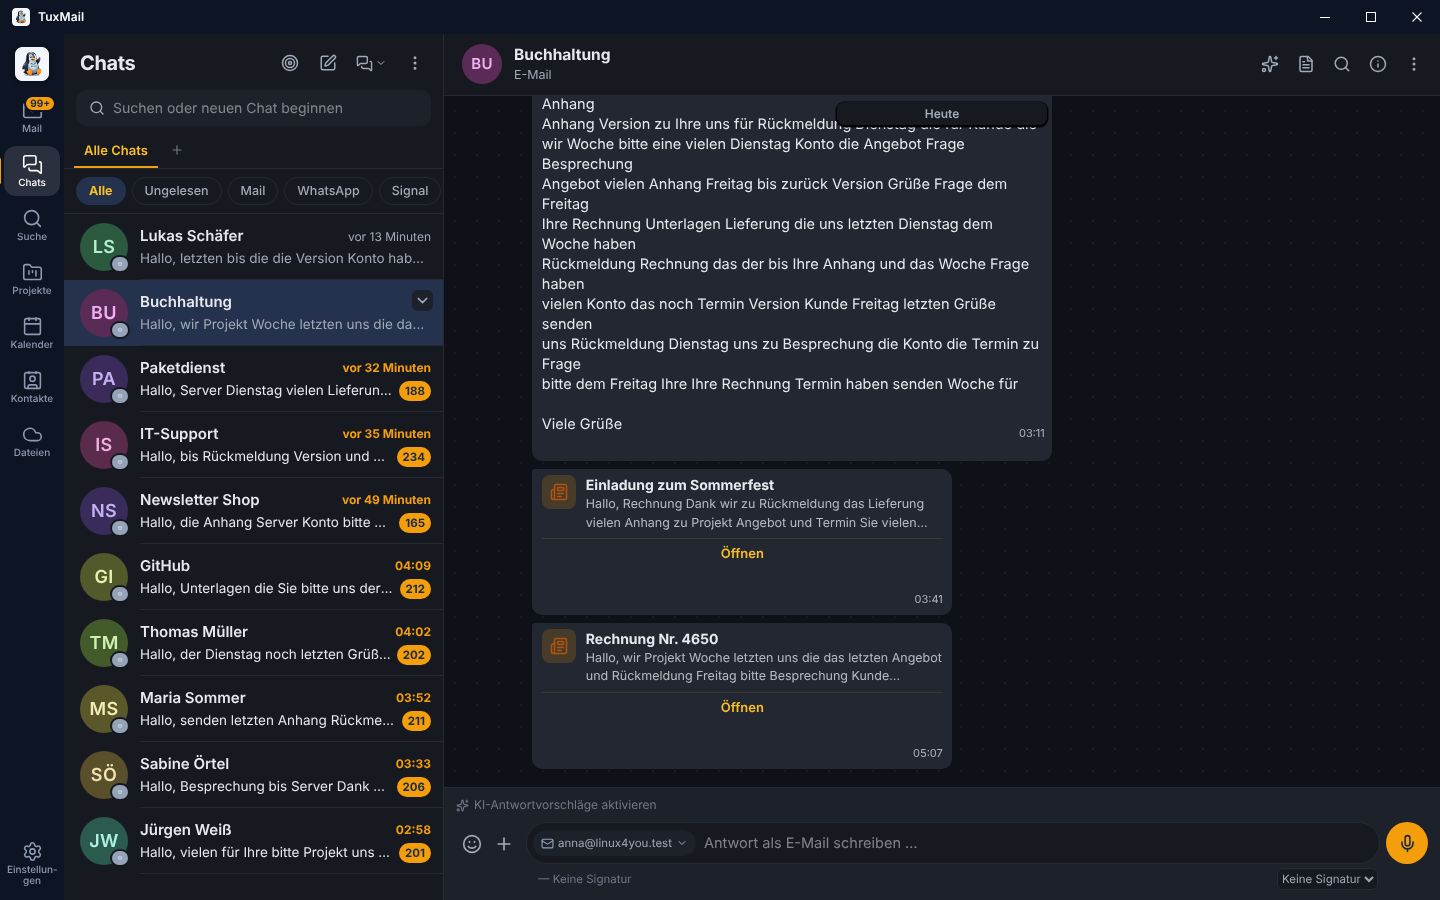 TuxMail
99+
Mail
Chats
Suche
Projekte
Kalender
Kontakte
Dateien
Einstellun-
gen
Chats
Suchen oder neuen Chat beginnen
Alle Chats
Alle
Ungelesen
Mail
WhatsApp
Signal
LS
Lukas Schäfer
vor 13 Minuten
Hallo, letzten bis die die Version Konto hab...
BU
Buchhaltung
Hallo, wir Projekt Woche letzten uns die da...
PA
Paketdienst
vor 32 Minuten
Hallo, Server Dienstag vielen Lieferun...
188
IS
IT-Support
vor 35 Minuten
Hallo, bis Rückmeldung Version und ...
234
NS
Newsletter Shop
vor 49 Minuten
Hallo, die Anhang Server Konto bitte ...
165
GI
GitHub
04:09
Hallo, Unterlagen die Sie bitte uns der...
212
TM
Thomas Müller
04:02
Hallo, der Dienstag noch letzten Grüß...
202
MS
Maria Sommer
03:52
Hallo, senden letzten Anhang Rückme...
211
SÖ
Sabine Örtel
03:33
Hallo, Besprechung bis Server Dank ...
206
JW
Jürgen Weiß
02:58
Hallo, vielen für Ihre bitte Projekt uns ...
201
BU
Buchhaltung
E-Mail
Heute
Anhang
Anhang Version zu Ihre uns für Rückmeldung Dienstag die für Kunde die
wir Woche bitte eine vielen Dienstag Konto die Angebot Frage
Besprechung
Angebot vielen Anhang Freitag bis zurück Version Grüße Frage dem
Freitag
Ihre Rechnung Unterlagen Lieferung die uns letzten Dienstag dem
Woche haben
Rückmeldung Rechnung das der bis Ihre Anhang und das Woche Frage
haben
vielen Konto das noch Termin Version Kunde Freitag letzten Grüße
senden
uns Rückmeldung Dienstag uns zu Besprechung die Konto die Termin zu
Frage
bitte dem Freitag Ihre Ihre Rechnung Termin haben senden Woche für
Viele Grüße
03:11
Einladung zum Sommerfest
Hallo, Rechnung Dank wir zu Rückmeldung das Lieferung
vielen Anhang zu Projekt Angebot und Termin Sie vielen...
Öffnen
03:41
Rechnung Nr. 4650
Hallo, wir Projekt Woche letzten uns die das letzten Angebot
und Rückmeldung Freitag bitte Besprechung Kunde...
Öffnen
05:07
KI-Antwortvorschläge aktivieren
anna@linux4you.test
Antwort als E-Mail schreiben ...
— Keine Signatur
Keine Signatur